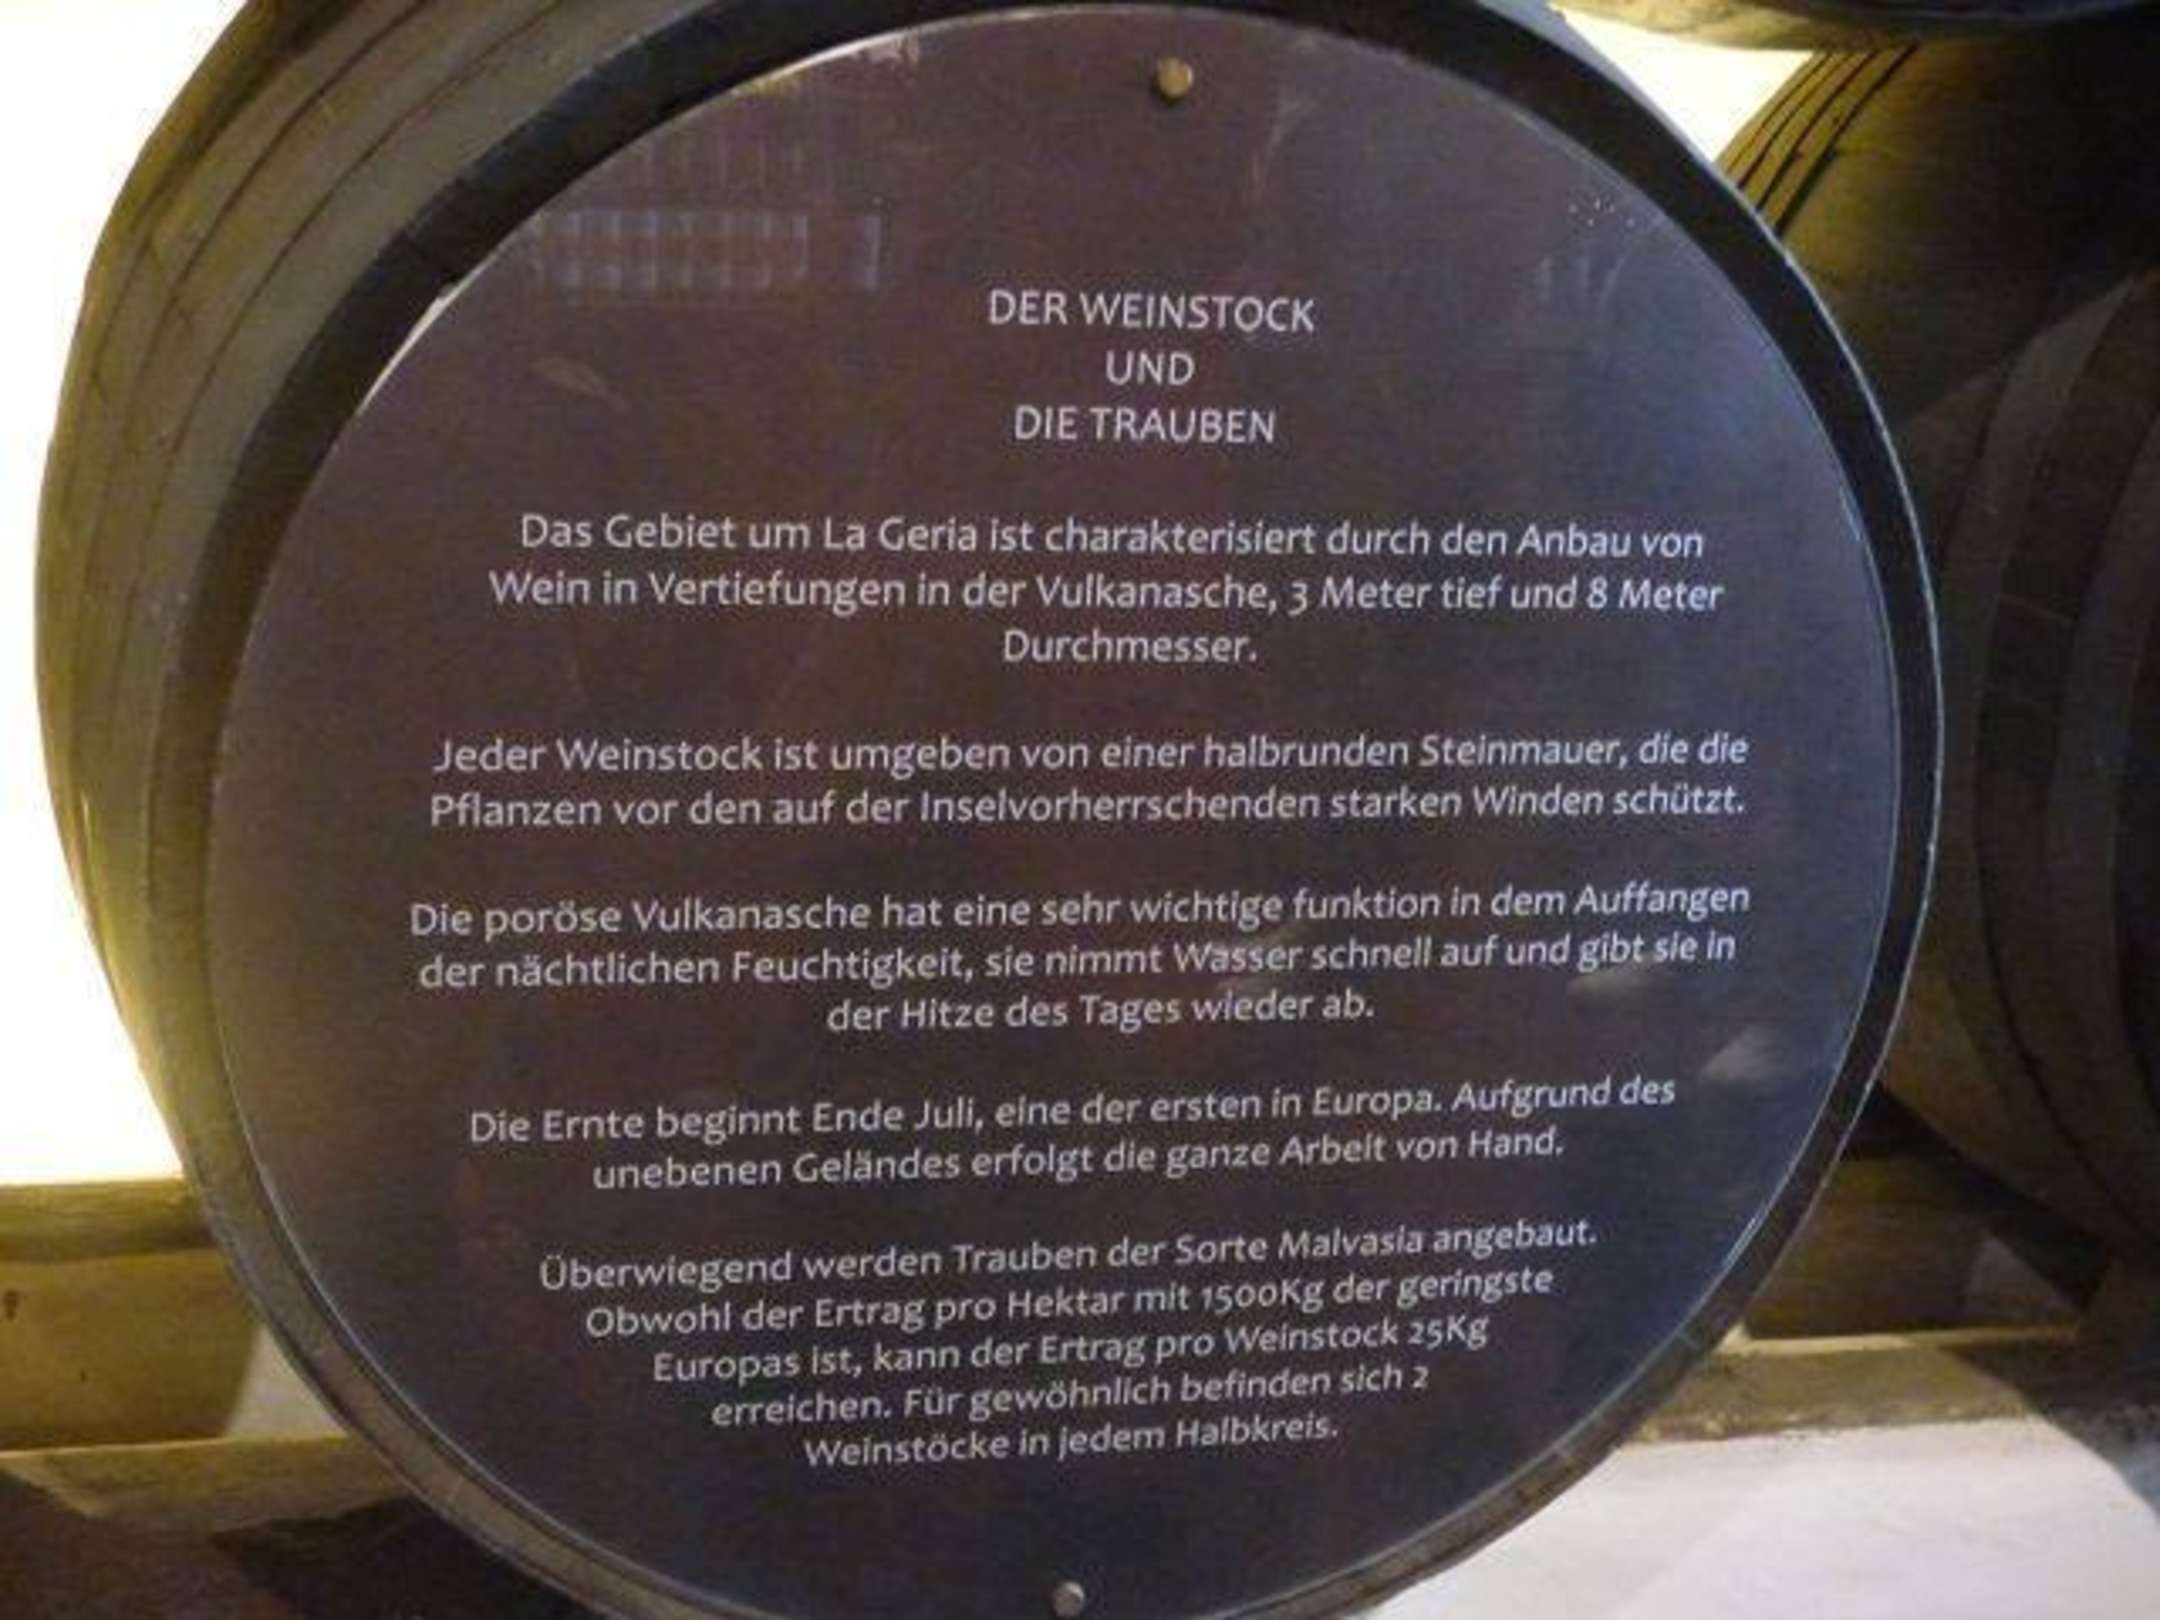 DER WEINSTOCK
UND
DIE TRAUBEN
Das Gebiet um La Geria ist charakterisiert durch den Anbau von
Wein in Vertiefungen in der Vulkanasche, 3 Meter tief und 8 Meter
Durchmesser.
Jeder Weinstock ist umgeben von einer halbrunden Steinmauer, die die
Pflanzen vor den auf der Inselvorherrschenden starken Winden schützt.
Die poröse Vulkanasche hat eine sehr wichtige funktion in dem Auffangen
der nächtlichen Feuchtigkeit, sie nimmt Wasser schnell auf und gibt sie in
der Hitze des Tages wieder ab.
Die Ernte beginnt Ende Juli, eine der ersten in Europa. Aufgrund des
unebenen Geländes erfolgt die ganze Arbeit von Hand.
Überwiegend werden Trauben der Sorte Malvasia angebaut.
Obwohl der Ertrag pro Hektar mit 1500Kg der geringste
Europas ist, kann der Ertrag pro Weinstock 25Kg
erreichen. Für gewöhnlich befinden sich 2
Weinstöcke in jedem Halbkreis.